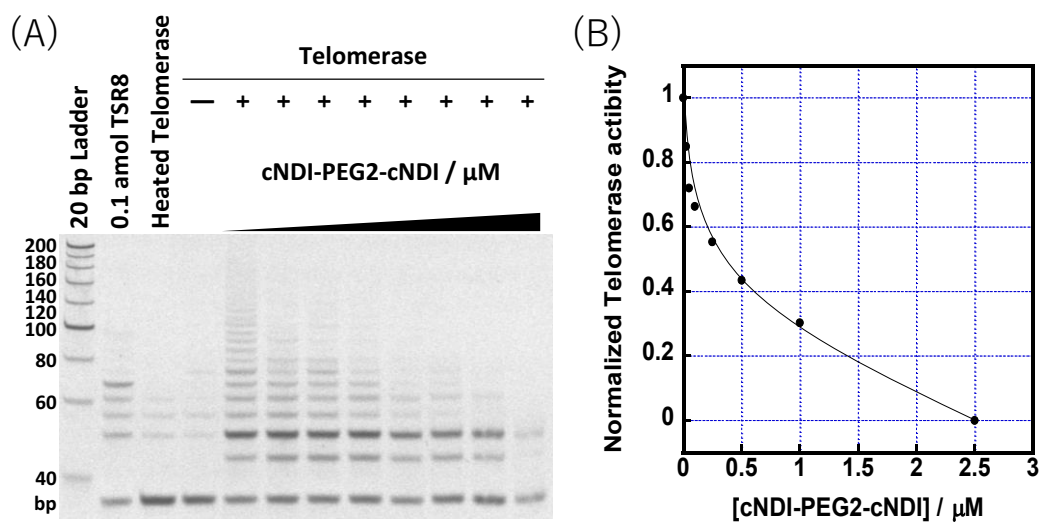 (A)
20 bp Ladder
0.1 amol TSR8
Heated Telomerase
Telomerase
— + + + + + + + +
cNDI-PEG2-cNDI / μM
200
180
160
140
120
100
80
60
40
bp
(B)
Normalized Telomerase actibity
1
0.8
0.6
0.4
0.2
0
0 0.5 1 1.5 2 2.5 3
[cNDI-PEG2-cNDI] / μM